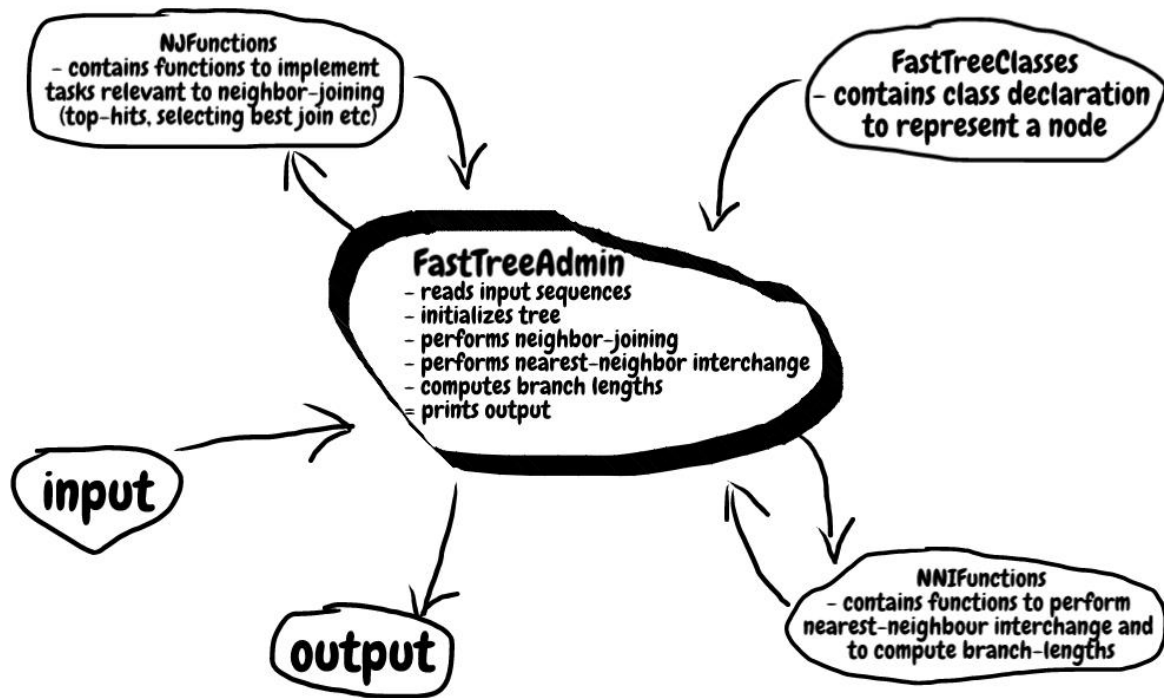 NJFunctions
- contains functions to implement
tasks relevant to neighbor-joining
(top-hits, selecting best join etc)
FastTreeClasses
- contains class declaration
to represent a node
FastTreeAdmin
- reads input sequences
- initializes tree
- performs neighbor-joining
- performs nearest-neighbor interchange
- computes branch lengths
= prints output
input
output
NNIFunctions
- contains functions to perform
nearest-neighbour interchange and
to compute branch-lengths